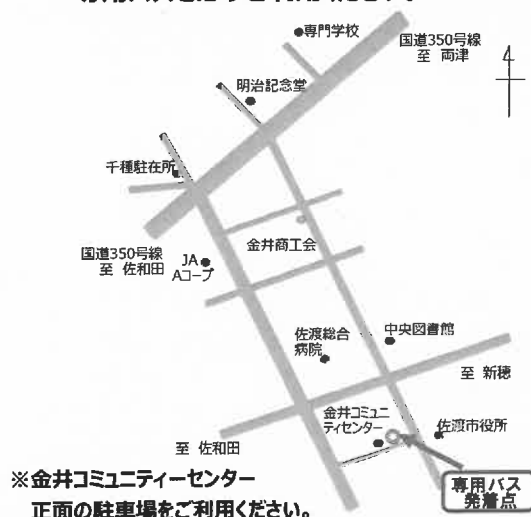 専門学校
国道350号線
至 両津
4
明治記念堂
千種駐在所
国道350号線
至 佐和田
JA
Aコープ
金井商工会
佐渡総合
病院
中央図書館
至 新穂
金井コミュニ
ティセンター
佐渡市役所
至 佐和田
※金井コミュニティーセンター
正面の駐車場をご利用ください。
専用バス
発着点